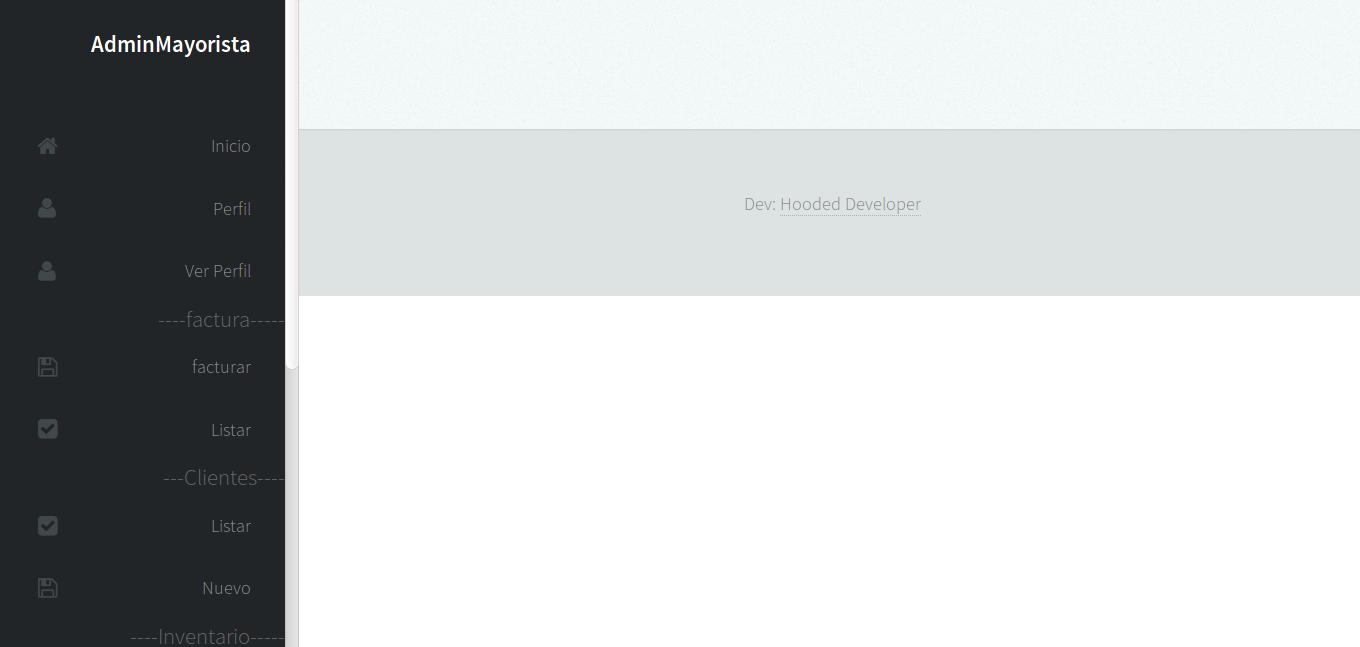 AdminMayorista
Inicio
Perfil
Ver Perfil
----factura-----
facturar
Listar
---Clientes----
Listar
Nuevo
----Inventario-----
Dev: Hooded Developer